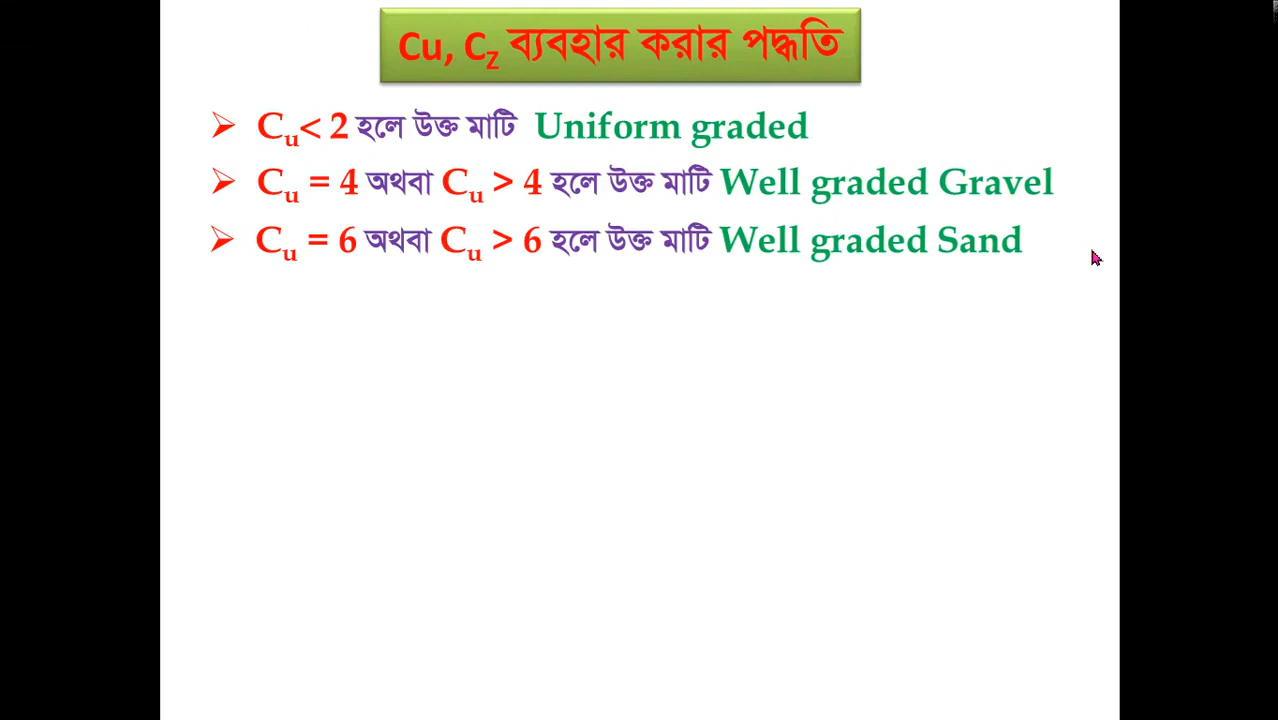 Cu, Cz ব্যবহার করার পদ্ধতি
➢ Cu< 2 হলে উক্ত মাটি Uniform graded
➢ Cu = 4 অথবা Cu > 4 হলে উক্ত মাটি Well graded Gravel
➢ Cu = 6 অথবা Cu > 6 হলে উক্ত মাটি Well graded Sand